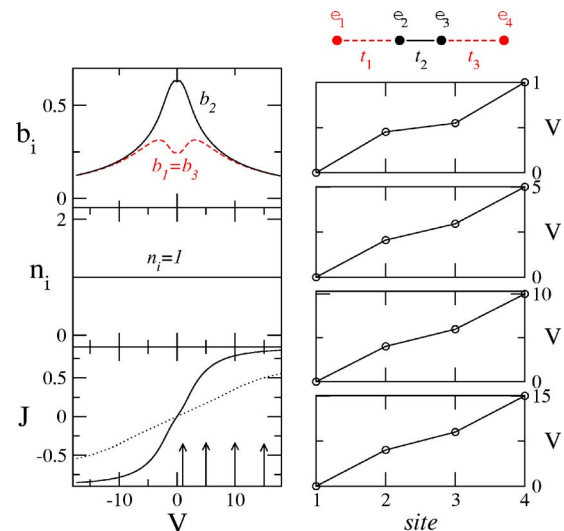 e₁ e₂ e₃ e₄
t₁ t₂ t₃
0.5
0
bᵢ
b₂
b₁=b₃
2
0
nᵢ
nᵢ=1
0.5
0
-0.5
J
-10 0 10
V
1
0
V
5
0
V
10
0
V
15
0
V
1 2 3 4
site